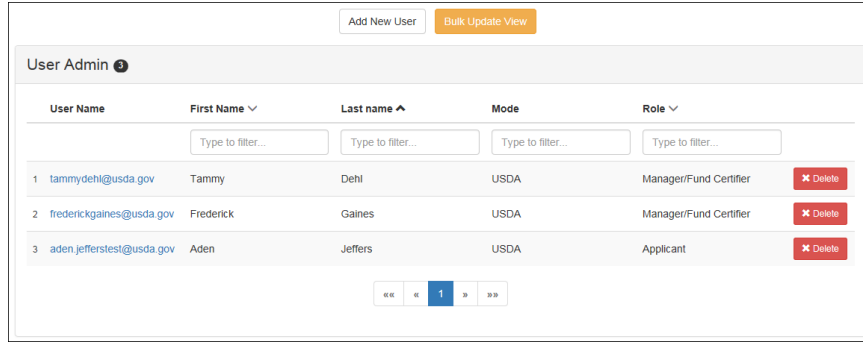 Add New User Bulk Update View
User Admin 3
User Name First Name Last name Mode Role
Type to filter... Type to filter... Type to filter... Type to filter...
1 tammydehl@usda.gov Tammy Dehl USDA Manager/Fund Certifier ✖ Delete
2 frederickgaines@usda.gov Frederick Gaines USDA Manager/Fund Certifier ✖ Delete
3 aden.jefferstest@usda.gov Aden Jeffers USDA Applicant ✖ Delete
«« « 1 » »»